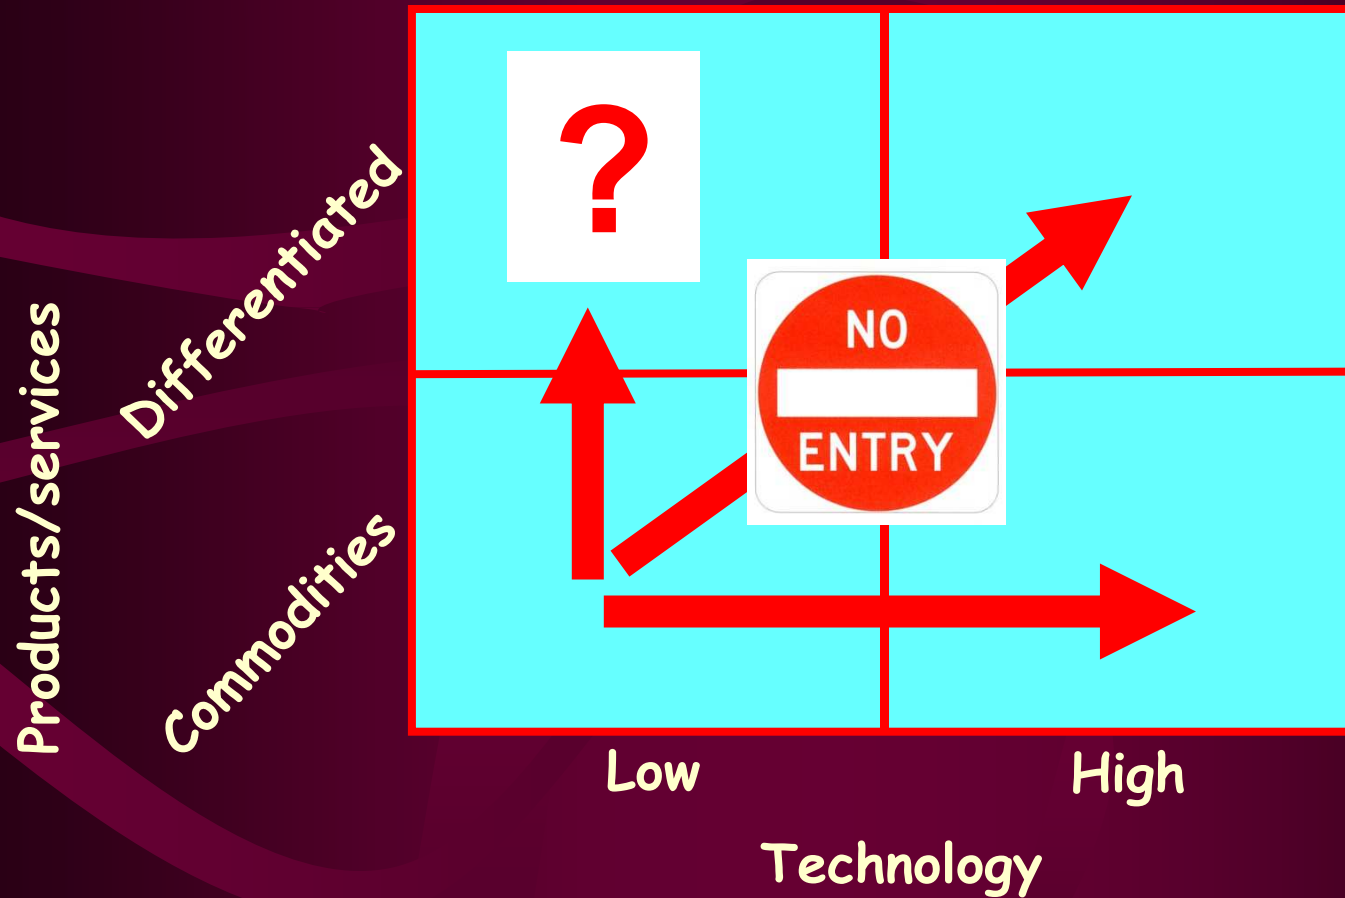 ?
Differentiated
NO
ENTRY
Products/services
Commodities
Low
High
Technology